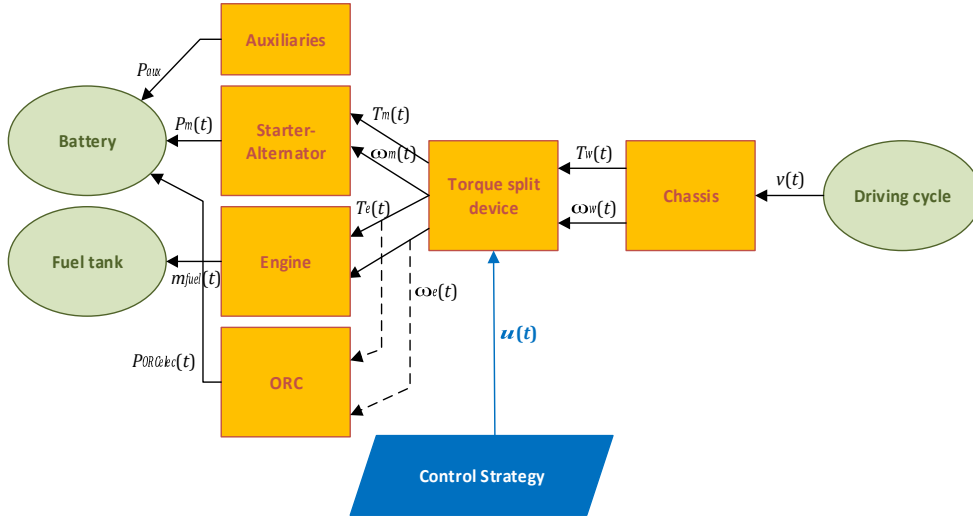 Auxiliaries
Paux
Battery
Pm(t)
Starter-
Alternator
Tm(t)
ωm(t)
Torque split
device
Tw(t)
ωw(t)
Chassis
v(t)
Driving cycle
Te(t)
Fuel tank
mfuel(t)
Engine
ωe(t)
u(t)
PORCelec(t)
ORC
Control Strategy